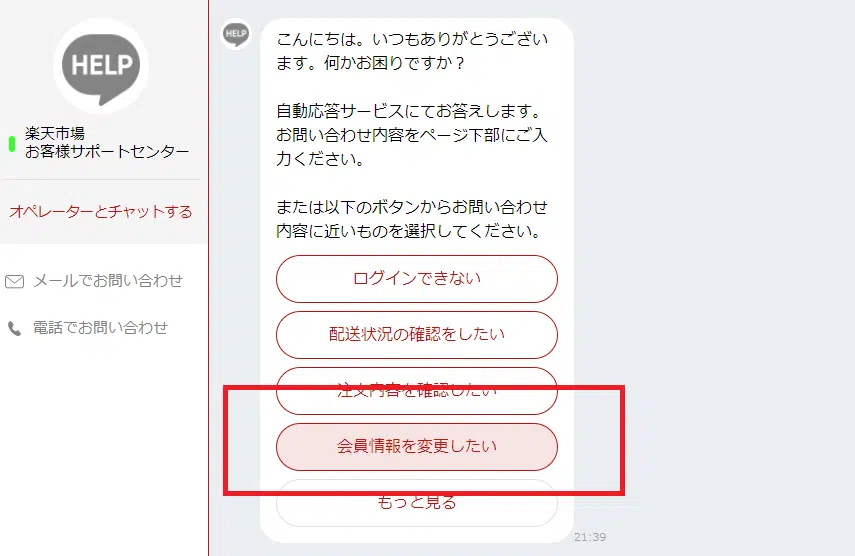 HELP
楽天市場
お客様サポートセンター
オペレーターとチャットする
メールでお問い合わせ
電話でお問い合わせ
HELP
こんにちは。いつもありがとうござい
ます。何かお困りですか？
自動応答サービスにてお答えします。
お問い合わせ内容をページ下部にご入
力ください。
または以下のボタンからお問い合わせ
内容に近いものを選択してください。
ログインできない
配送状況の確認をしたい
注文内容を確認したい
会員情報を変更したい
もっと見る
21:39